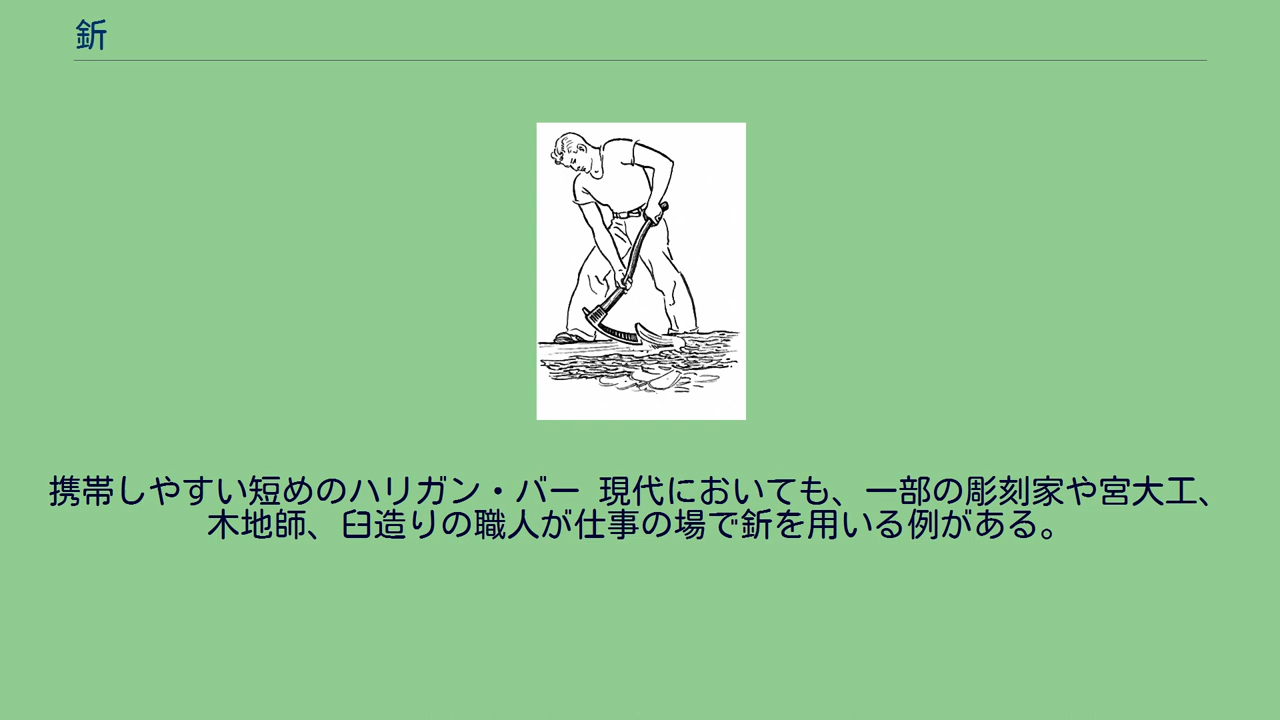 釿
携帯しやすい短めのハリガン・バー 現代においても、一部の彫刻家や宮大工、
木地師、臼造りの職人が仕事の場で釿を用いる例がある。